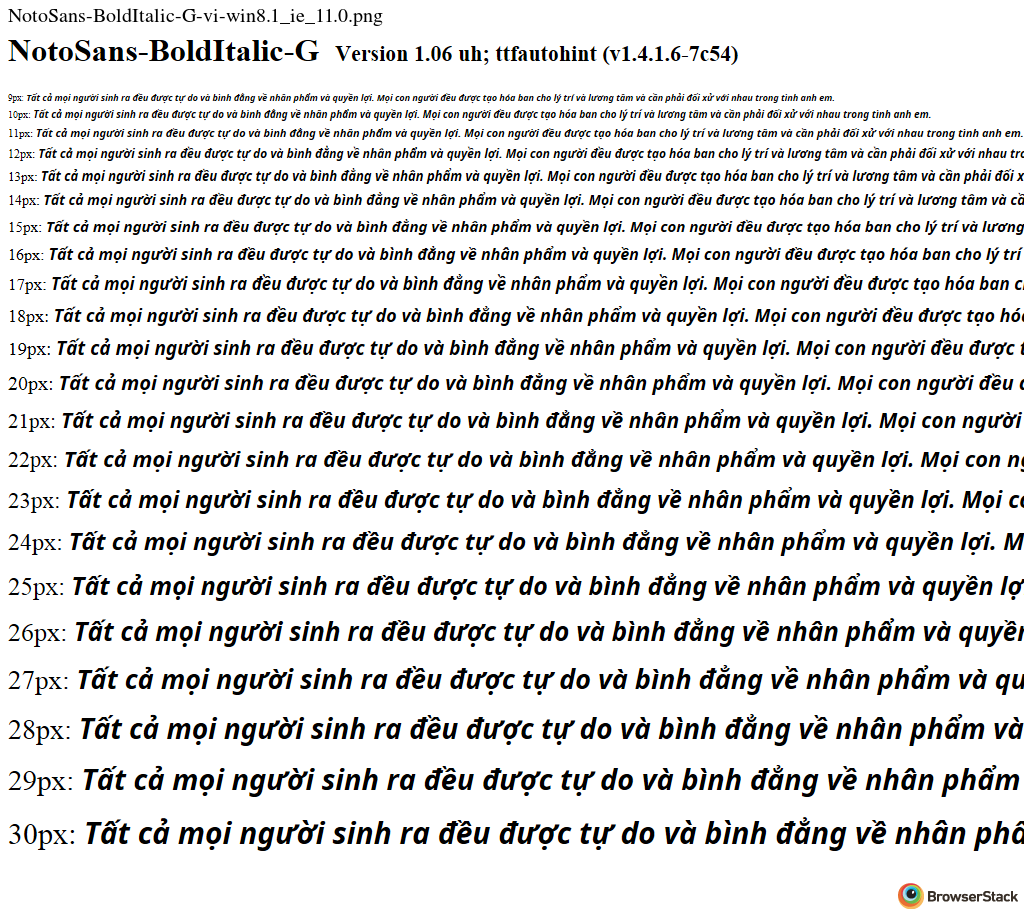 NotoSans-BoldItalic-G-vi-win8.1_ie_11.0.png
NotoSans-BoldItalic-G Version 1.06 uh; ttfautohint (v1.4.1.6-7c54)
9px: Tất cả mọi người sinh ra đều được tự do và bình đẳng về nhân phẩm và quyền lợi. Mọi con người đều được tạo hóa ban cho lý trí và lương tâm và cần phải đối xử với nhau trong tình anh em.
10px: Tất cả mọi người sinh ra đều được tự do và bình đẳng về nhân phẩm và quyền lợi. Mọi con người đều được tạo hóa ban cho lý trí và lương tâm và cần phải đối xử với nhau trong tình anh em.
11px: Tất cả mọi người sinh ra đều được tự do và bình đẳng về nhân phẩm và quyền lợi. Mọi con người đều được tạo hóa ban cho lý trí và lương tâm và cần phải đối xử với nhau trong tình anh em.
12px: Tất cả mọi người sinh ra đều được tự do và bình đẳng về nhân phẩm và quyền lợi. Mọi con người đều được tạo hóa ban cho lý trí và lương tâm và cần phải đối xử với nhau tro
13px: Tất cả mọi người sinh ra đều được tự do và bình đẳng về nhân phẩm và quyền lợi. Mọi con người đều được tạo hóa ban cho lý trí và lương tâm và cần phải đối x
14px: Tất cả mọi người sinh ra đều được tự do và bình đẳng về nhân phẩm và quyền lợi. Mọi con người đều được tạo hóa ban cho lý trí và lương tâm và cầ
15px: Tất cả mọi người sinh ra đều được tự do và bình đẳng về nhân phẩm và quyền lợi. Mọi con người đều được tạo hóa ban cho lý trí và lương
16px: Tất cả mọi người sinh ra đều được tự do và bình đẳng về nhân phẩm và quyền lợi. Mọi con người đều được tạo hóa ban cho lý trí
17px: Tất cả mọi người sinh ra đều được tự do và bình đẳng về nhân phẩm và quyền lợi. Mọi con người đều được tạo hóa ban c
18px: Tất cả mọi người sinh ra đều được tự do và bình đẳng về nhân phẩm và quyền lợi. Mọi con người đều được tạo hó
19px: Tất cả mọi người sinh ra đều được tự do và bình đẳng về nhân phẩm và quyền lợi. Mọi con người đều được t
20px: Tất cả mọi người sinh ra đều được tự do và bình đẳng về nhân phẩm và quyền lợi. Mọi con người đều đ
21px: Tất cả mọi người sinh ra đều được tự do và bình đẳng về nhân phẩm và quyền lợi. Mọi con người
22px: Tất cả mọi người sinh ra đều được tự do và bình đẳng về nhân phẩm và quyền lợi. Mọi con ng
23px: Tất cả mọi người sinh ra đều được tự do và bình đẳng về nhân phẩm và quyền lợi. Mọi co
24px: Tất cả mọi người sinh ra đều được tự do và bình đẳng về nhân phẩm và quyền lợi. M
25px: Tất cả mọi người sinh ra đều được tự do và bình đẳng về nhân phẩm và quyền lợ
26px: Tất cả mọi người sinh ra đều được tự do và bình đẳng về nhân phẩm và quyền
27px: Tất cả mọi người sinh ra đều được tự do và bình đẳng về nhân phẩm và qu
28px: Tất cả mọi người sinh ra đều được tự do và bình đẳng về nhân phẩm và
29px: Tất cả mọi người sinh ra đều được tự do và bình đẳng về nhân phẩm
30px: Tất cả mọi người sinh ra đều được tự do và bình đẳng về nhân phẩ
BrowserStack